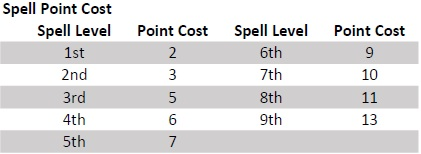 Spell Point Cost
Spell Level Point Cost Spell Level Point Cost
1st 2 6th 9
2nd 3 7th 10
3rd 5 8th 11
4th 6 9th 13
5th 7